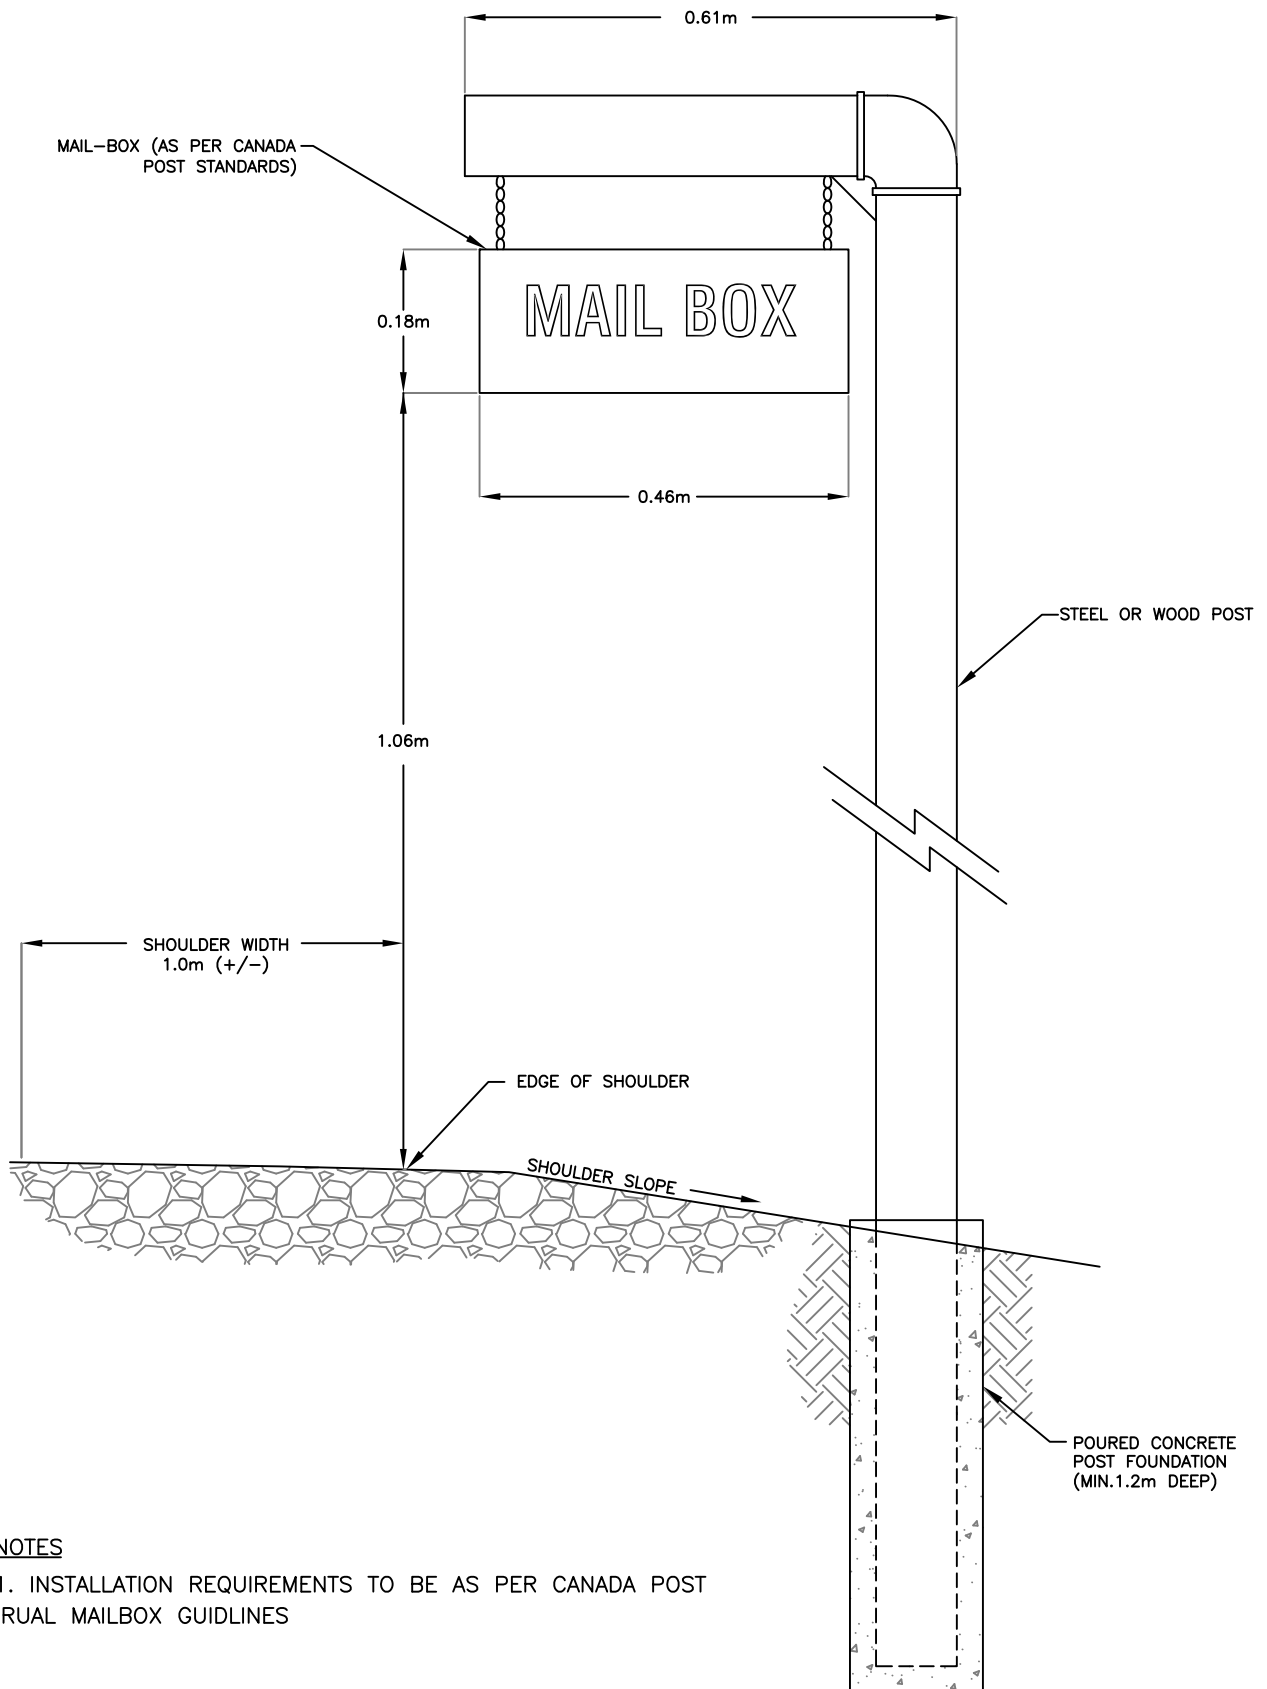 0.61m
MAIL-BOX (AS PER CANADA
POST STANDARDS)
MAIL BOX
0.18m
0.46m
STEEL OR WOOD POST
1.06m
SHOULDER WIDTH
1.0m (+/-)
EDGE OF SHOULDER
SHOULDER SLOPE
POURED CONCRETE
POST FOUNDATION
(MIN.1.2m DEEP)
NOTES
1. INSTALLATION REQUIREMENTS TO BE AS PER CANADA POST
RUAL MAILBOX GUIDLINES